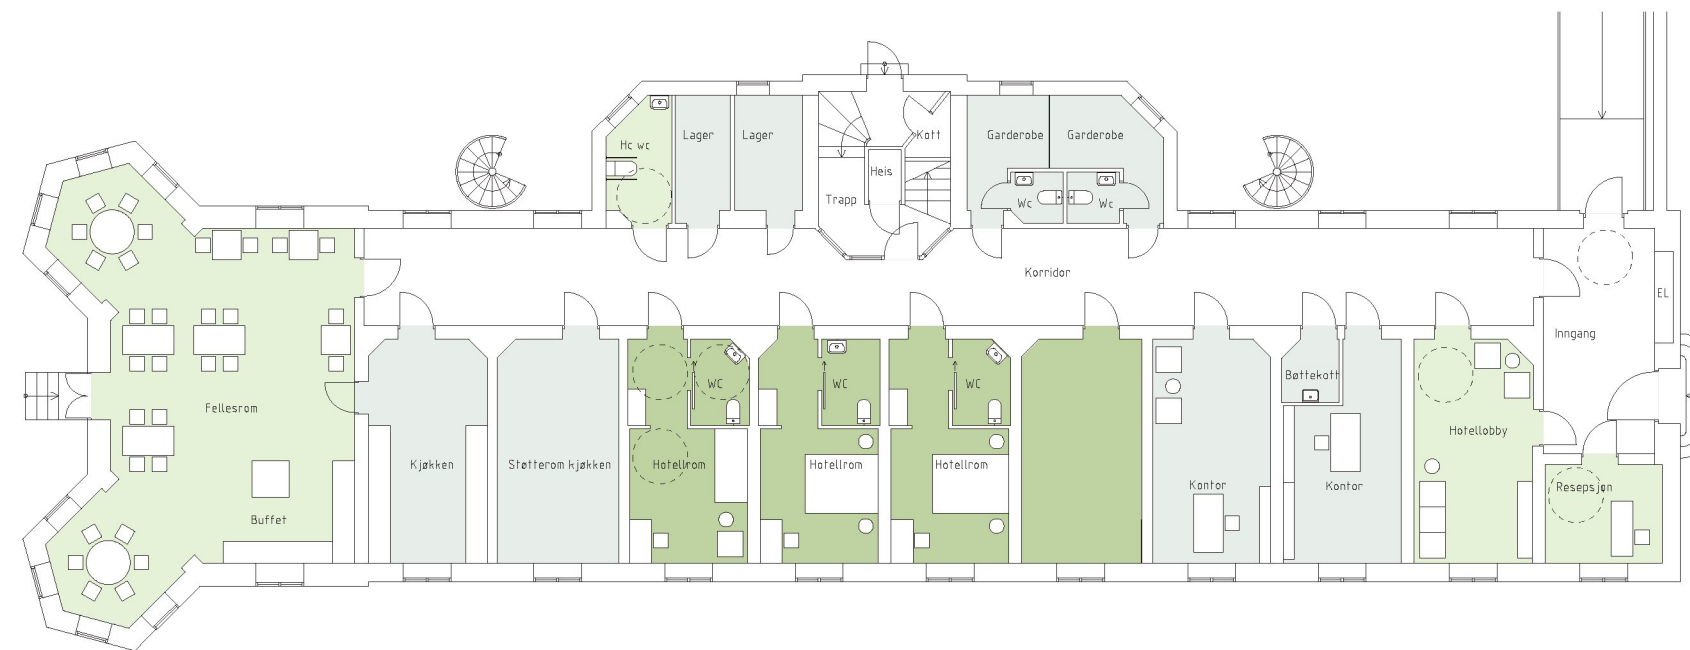 Hc wc
Lager
Lager
Trapp
Heis
Kott
Garderobe
Garderobe
Wc
Wc
Korridor
EL
Inngang
Fellesrom
Buffet
Kjøkken
Støtterom kjøkken
WC
Hotellrom
WC
Hotellrom
WC
Hotellrom
Kontor
Bøttekott
Kontor
Hotellobby
Resepsjon